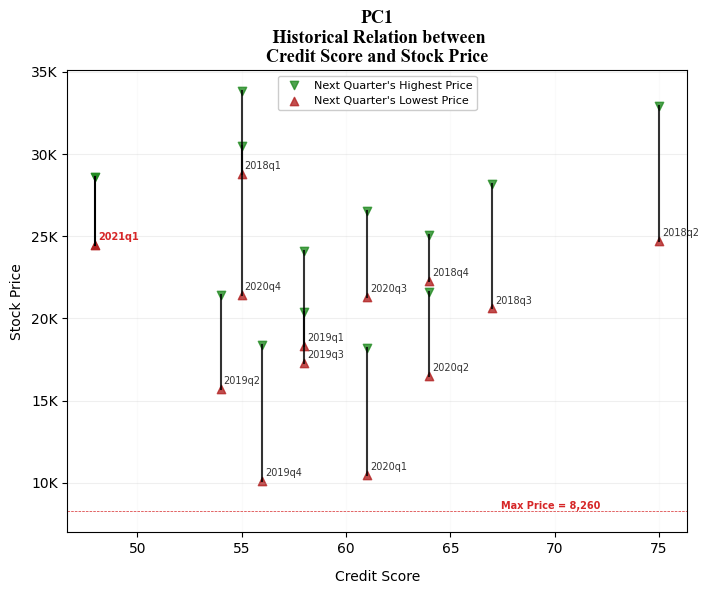 PC1
Historical Relation between
Credit Score and Stock Price
Next Quarter's Highest Price
Next Quarter's Lowest Price
35K
30K
25K
20K
15K
10K
Stock Price
2018q1
2021q1
2018q2
2020q4
2020q3
2018q4
2018q3
2019q1
2019q3
2019q2
2020q2
2019q4
2020q1
Max Price = 8,260
50
55
60
65
70
75
Credit Score